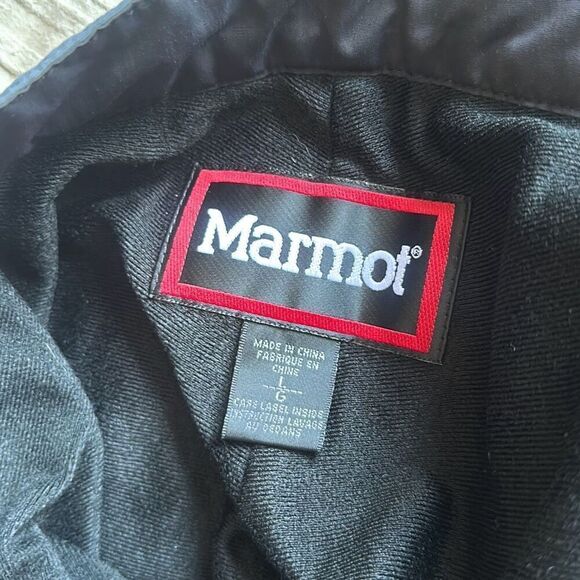 Marmot®
MADE IN CHINA
FABRIQUE EN
CHINE
L
G
CARE LABEL INSIDE
INSTRUCTION LAVAGE
AU DEDANS